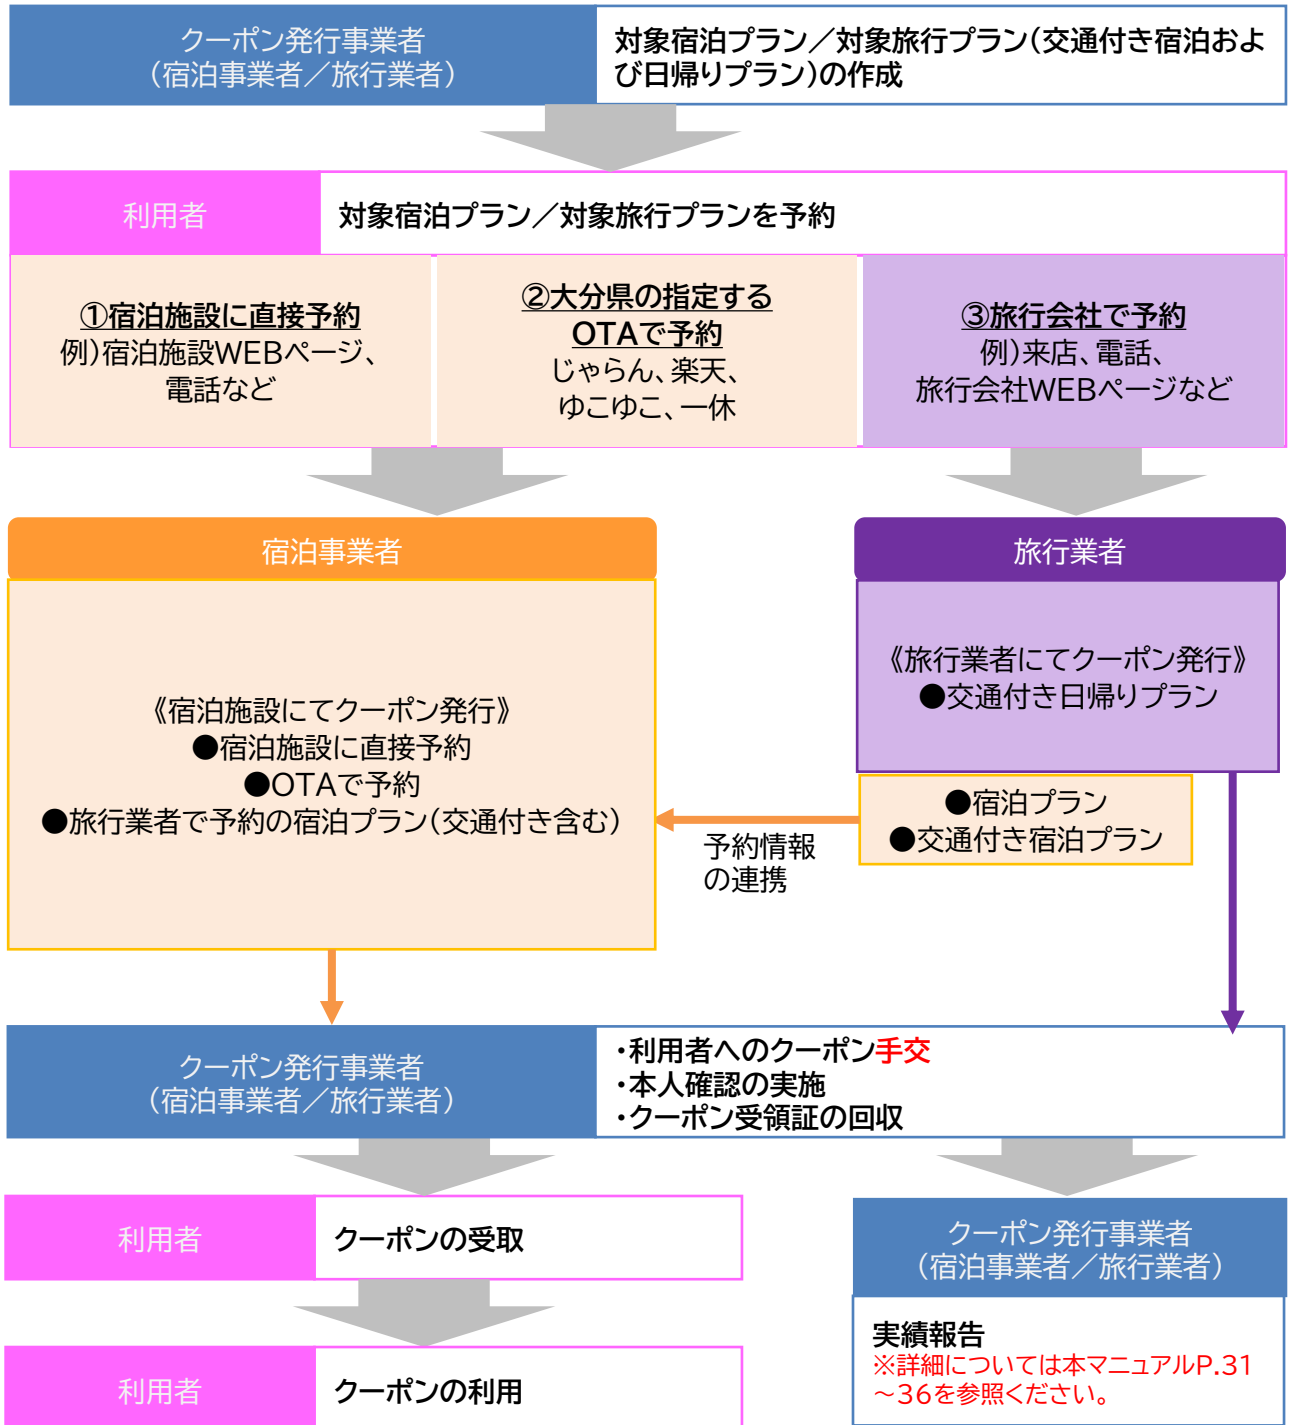 クーポン発行事業者
（宿泊事業者／旅行業者）
対象宿泊プラン／対象旅行プラン（交通付き宿泊およ
び日帰りプラン）の作成
利用者
対象宿泊プラン／対象旅行プランを予約
①宿泊施設に直接予約
例）宿泊施設WEBページ、
電話など
②大分県の指定する
OTAで予約
じゃらん、楽天、
ゆこゆこ、一休
③旅行会社で予約
例）来店、電話、
旅行会社WEBページなど
宿泊事業者
《宿泊施設にてクーポン発行》
●宿泊施設に直接予約
●OTAで予約
●旅行業者で予約の宿泊プラン（交通付き含む）
旅行業者
《旅行業者にてクーポン発行》
●交通付き日帰りプラン
●宿泊プラン
●交通付き宿泊プラン
予約情報
の連携
クーポン発行事業者
（宿泊事業者／旅行業者）
・利用者へのクーポン手交
・本人確認の実施
・クーポン受領証の回収
利用者
クーポンの受取
利用者
クーポンの利用
クーポン発行事業者
（宿泊事業者／旅行業者）
実績報告
※詳細については本マニュアルP.31
～36を参照ください。